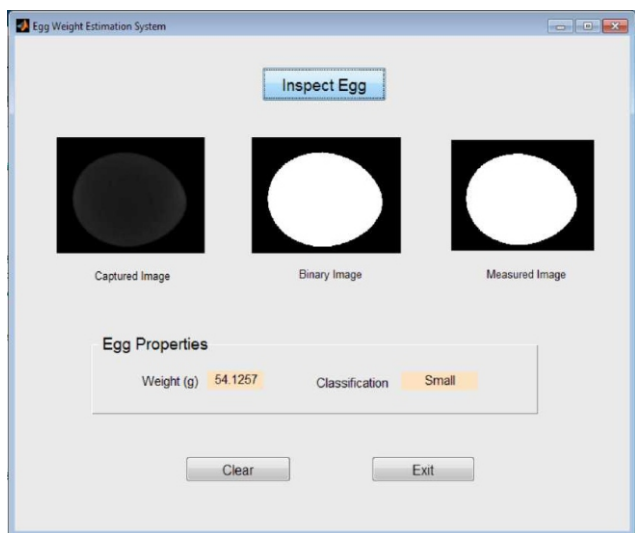 Egg Weight Estimation System
Inspect Egg
Captured Image
Binary Image
Measured Image
Egg Properties
Weight (g) 54.1257 Classification Small
Clear Exit